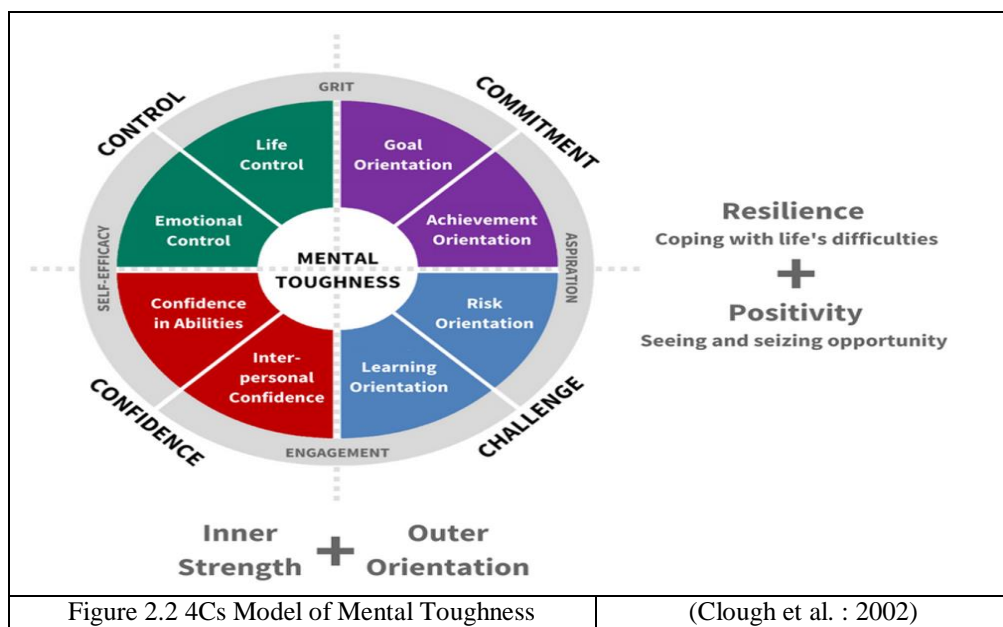 GRIT
CONTROL
COMMITMENT
Life
Control
Goal
Orientation
Emotional
Control
Achievement
Orientation
SELF-EFFICACY
ASPIRATION
MENTAL
TOUGHNESS
Confidence
in Abilities
Risk
Orientation
Inter-
personal
Confidence
Learning
Orientation
CONFIDENCE
CHALLENGE
ENGAGEMENT
Resilience
Coping with life's difficulties
+
Positivity
Seeing and seizing opportunity
Inner
Strength
+
Outer
Orientation
Figure 2.2 4Cs Model of Mental Toughness
(Clough et al. : 2002)